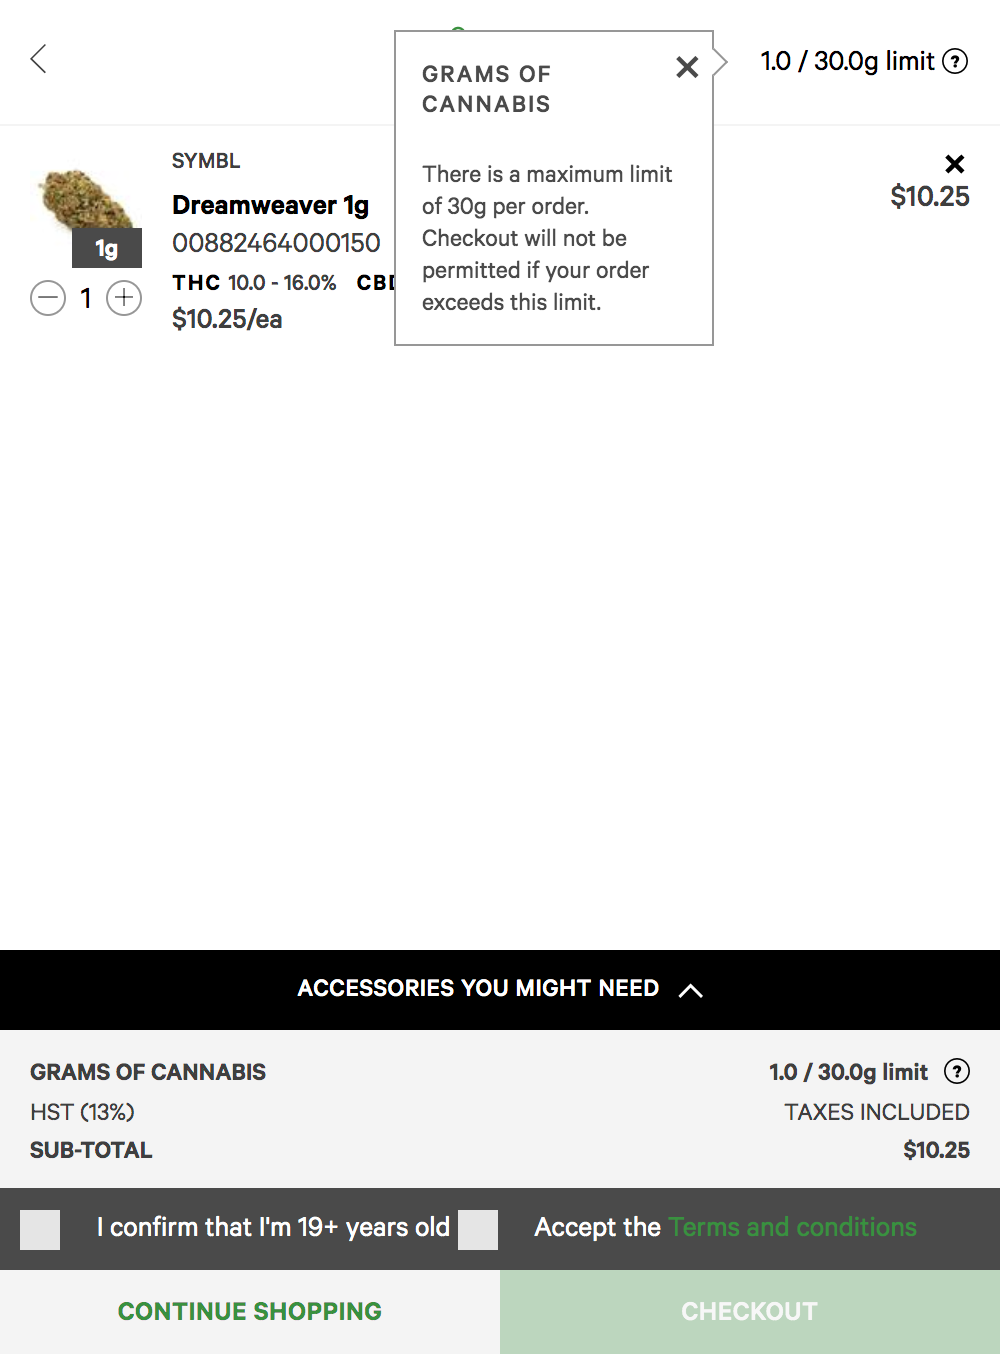 1.0 / 30.0g limit ?
GRAMS OF
CANNABIS
There is a maximum limit
of 30g per order.
Checkout will not be
permitted if your order
exceeds this limit.
SYMBL
Dreamweaver 1g
00882464000150
THC 10.0 - 16.0% CBD
$10.25/ea
1g
1
$10.25
ACCESSORIES YOU MIGHT NEED
GRAMS OF CANNABIS 1.0 / 30.0g limit ?
HST (13%) TAXES INCLUDED
SUB-TOTAL $10.25
I confirm that I'm 19+ years old Accept the Terms and conditions
CONTINUE SHOPPING CHECKOUT